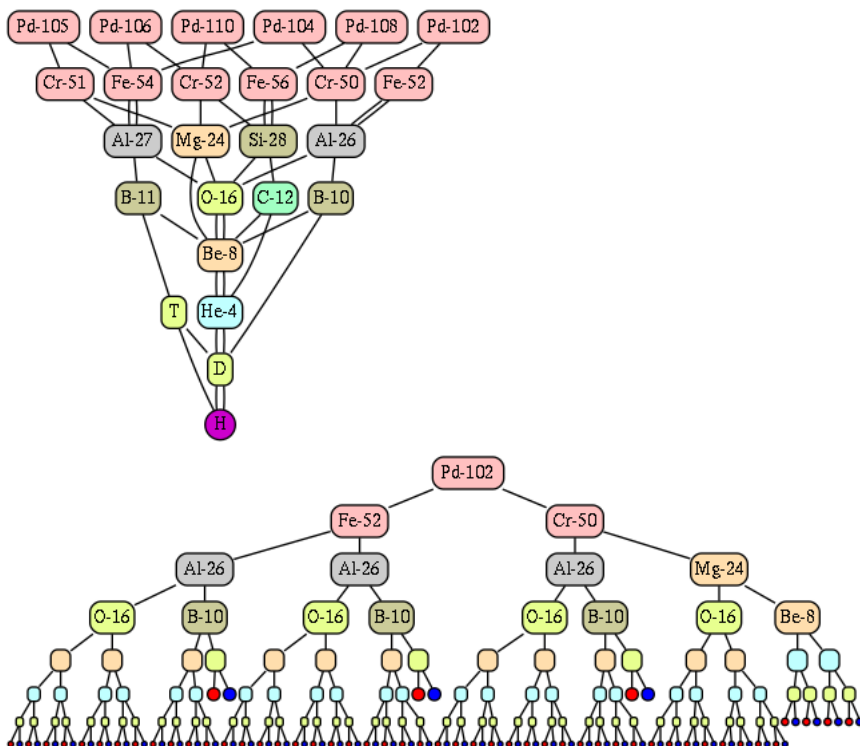 Pd-105 Pd-106 Pd-110 Pd-104 Pd-108 Pd-102
Cr-51 Fe-54 Cr-52 Fe-56 Cr-50 Fe-52
Al-27 Mg-24 Si-28 Al-26
B-11 O-16 C-12 B-10
Be-8
T He-4
D
H
Pd-102
Fe-52 Cr-50
Al-26 Al-26 Al-26 Mg-24
O-16 B-10 O-16 B-10 O-16 B-10 O-16 Be-8